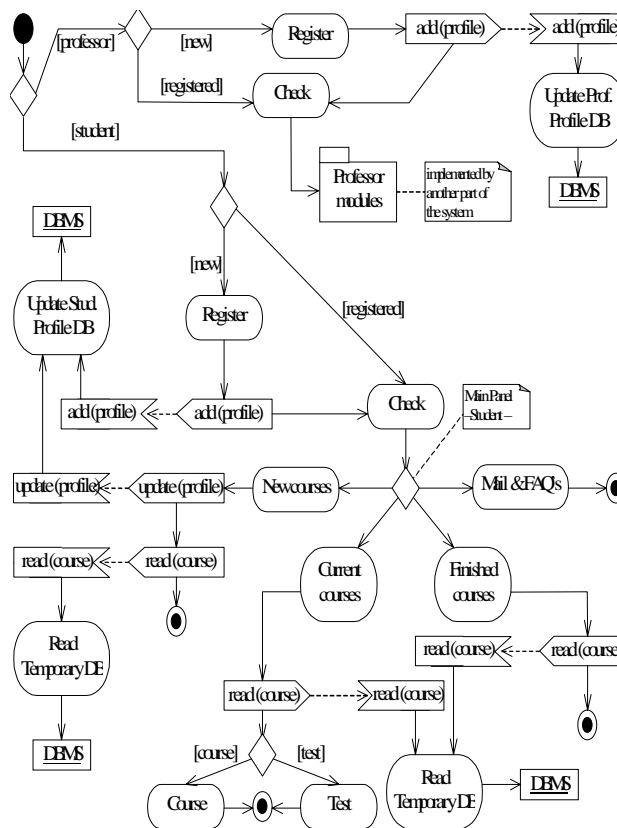 [professor]
[new]
Register
add (profile)
add (profile)
[registered]
Check
Update Prof.
Profile DB
[student]
Professor
modules
implemented by
another part of
the system
DBMS
DBMS
[new]
Update Stud.
Profile DB
Register
[registered]
add (profile)
add (profile)
Check
Main Panel
–Student –
update (profile)
update (profile)
New courses
Mail & FAQ's
read (course)
read (course)
Current
courses
Finished
courses
Read
Temporary DB
read (course)
read (course)
read (course)
read (course)
DBMS
[course]
[test]
Course
Test
Read
Temporary DB
DBMS